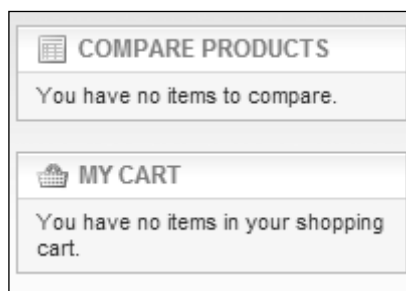 COMPARE PRODUCTS
You have no items to compare.
MY CART
You have no items in your shopping
cart.